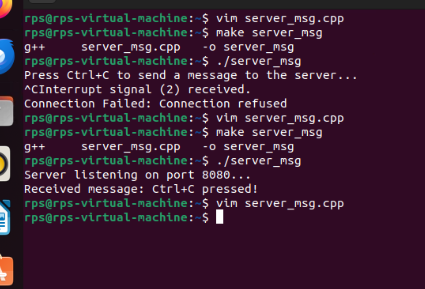 rps@rps-virtual-machine:~$ vim server_msg.cpp
rps@rps-virtual-machine:~$ make server_msg
g++     server_msg.cpp   -o server_msg
rps@rps-virtual-machine:~$ ./server_msg
Press Ctrl+C to send a message to the server...
^CInterrupt signal (2) received.
Connection Failed: Connection refused
rps@rps-virtual-machine:~$ vim server_msg.cpp
rps@rps-virtual-machine:~$ make server_msg
g++     server_msg.cpp   -o server_msg
rps@rps-virtual-machine:~$ ./server_msg
Server listening on port 8080...
Received message: Ctrl+C pressed!
rps@rps-virtual-machine:~$ vim server_msg.cpp
rps@rps-virtual-machine:~$